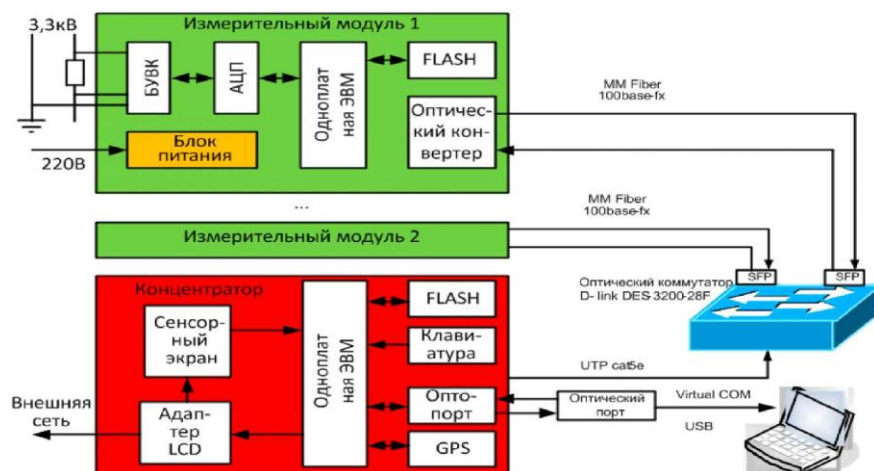 3,3кВ
Измерительный модуль 1
БУВК
АЦП
Одноплат
ная ЭВМ
FLASH
Оптичес-
кий кон-
вертер
Блок
питания
220В
MM Fiber
100base-fx
...
MM Fiber
100base-fx
Измерительный модуль 2
SFP
SFP
Оптический коммутатор
D- link DES-3200-28F
Концентратор
Сенсор-
ный
экран
Одноплат
ная ЭВМ
FLASH
Клави-
атура
UTP cat5e
Внешняя
сеть
Адап-
тер
LCD
Опто-
порт
Оптический
порт
Virtual COM
USB
GPS